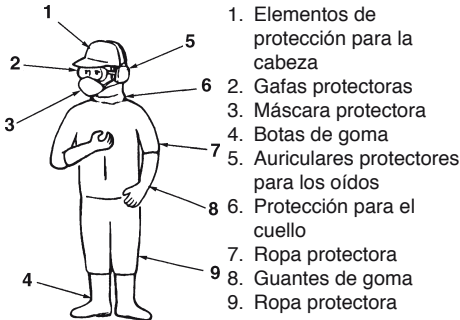 1
2
3
4
5
6
7
8
9
1. Elementos de
protección para la
cabeza
2. Gafas protectoras
3. Máscara protectora
4. Botas de goma
5. Auriculares protectores
para los oídos
6. Protección para el
cuello
7. Ropa protectora
8. Guantes de goma
9. Ropa protectora